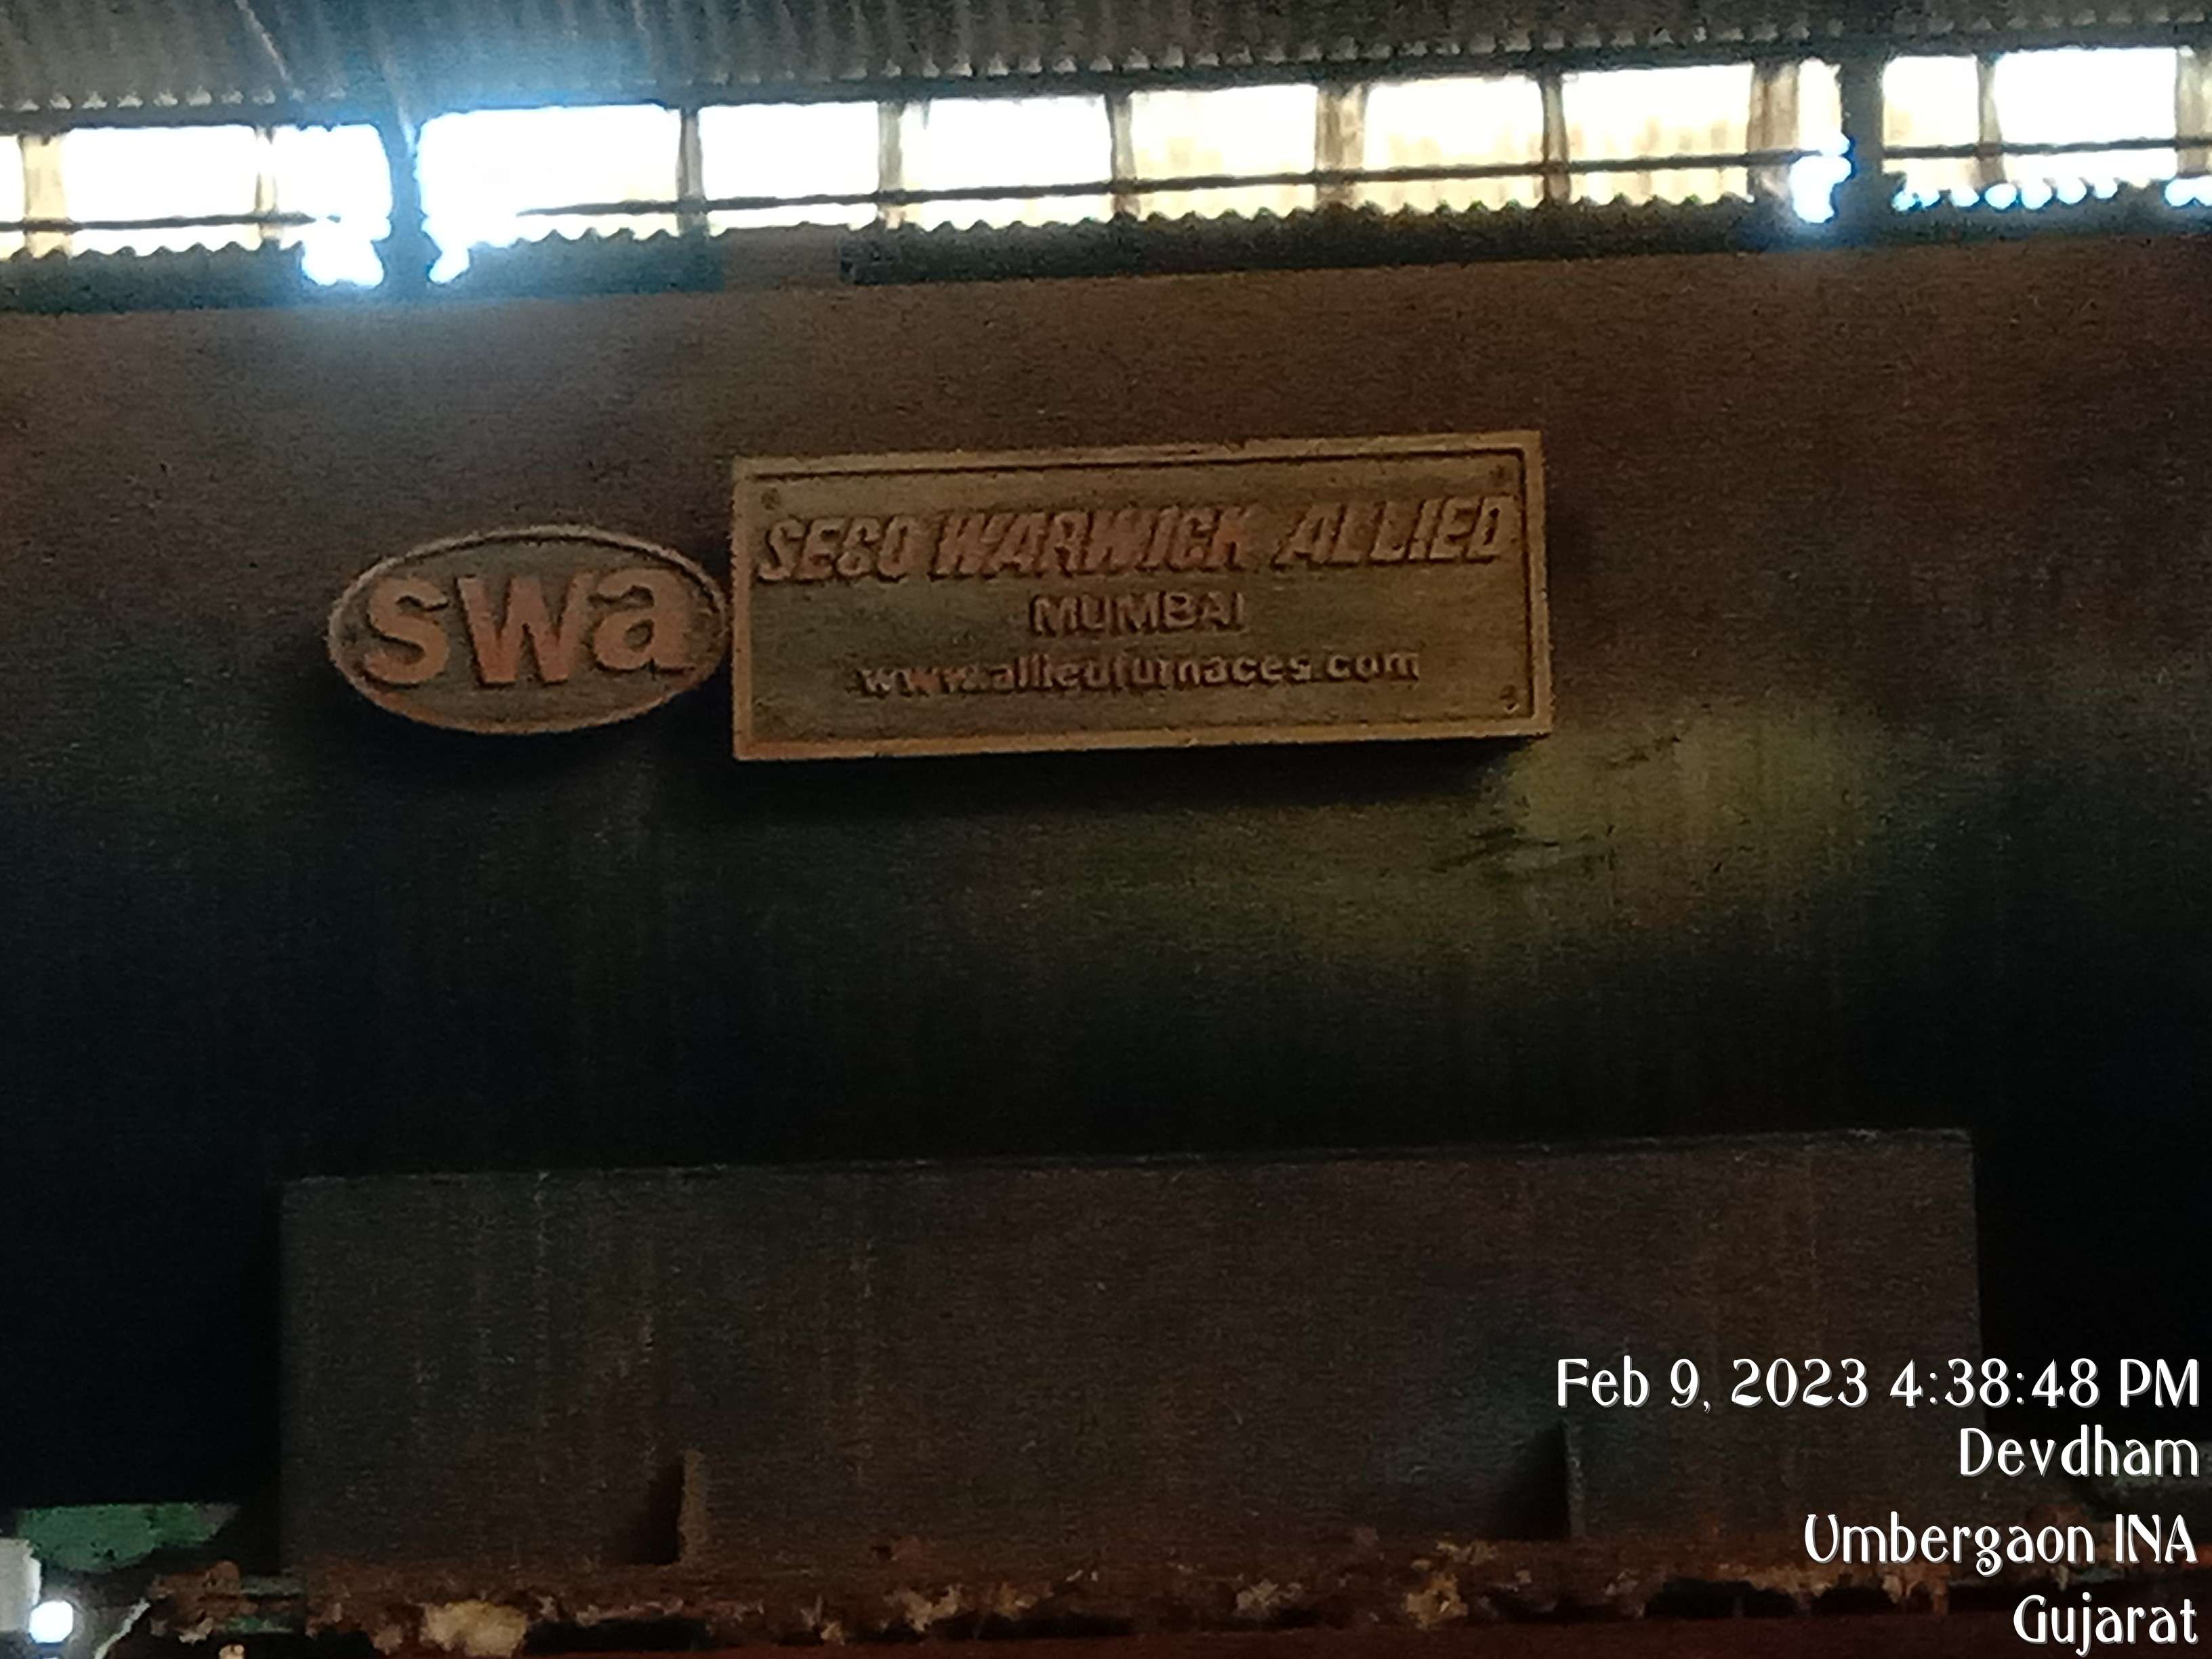 swa
SECO WARWICK ALLIED
MUMBAI
www.alliedfurnaces.com
Feb 9, 2023 4:38:48 PM
Devdham
Umbergaon INA
Gujarat